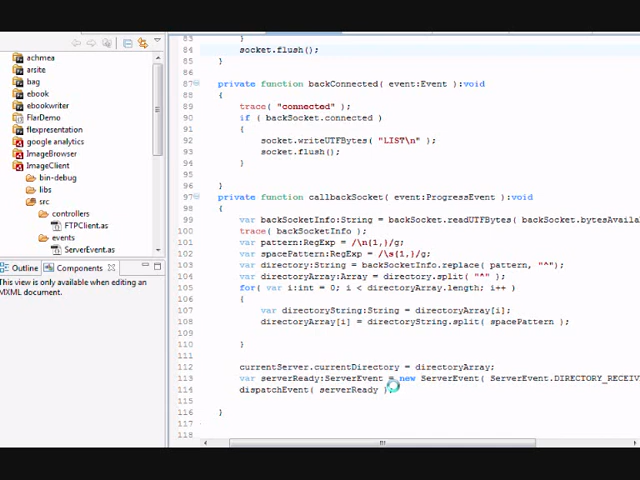 achmea
arsite
bag
ebook
ebookwriter
FlarDemo
flexpresentation
google analytics
ImageBrowser
ImageClient
bin-debug
libs
src
controllers
FTPClient.as
events
ServerEvent.as
Outline
Components
This view is only available when editing an
MXML document.
83 }
84 socket.flush();
85 }
86
87 private function backConnected( event:Event ):void
88 {
89 trace( "connected" );
90 if ( backSocket.connected )
91 {
92 socket.writeUTFBytes( "LIST\n" );
93 socket.flush();
94 }
95
96 }
97 private function callbackSocket( event:ProgressEvent ):void
98 {
99 var backSocketInfo:String = backSocket.readUTFBytes( backSocket.bytesAvaila
100 trace( backSocketInfo );
101 var pattern:RegExp = /\n{1,}/g;
102 var spacePattern:RegExp = /\s{1,}/g;
103 var directory:String = backSocketInfo.replace( pattern, "^");
104 var directoryArray:Array = directory.split( "^" );
105 for( var i:int = 0; i < directoryArray.length; i++ )
106 {
107 var directoryString:String = directoryArray[i];
108 directoryArray[i] = directoryString.split( spacePattern );
109
110 }
111
112 currentServer.currentDirectory = directoryArray;
113 var serverReady:ServerEvent = new ServerEvent( ServerEvent.DIRECTORY_RECEIV
114 dispatchEvent( serverReady );
115
116 }
117
118